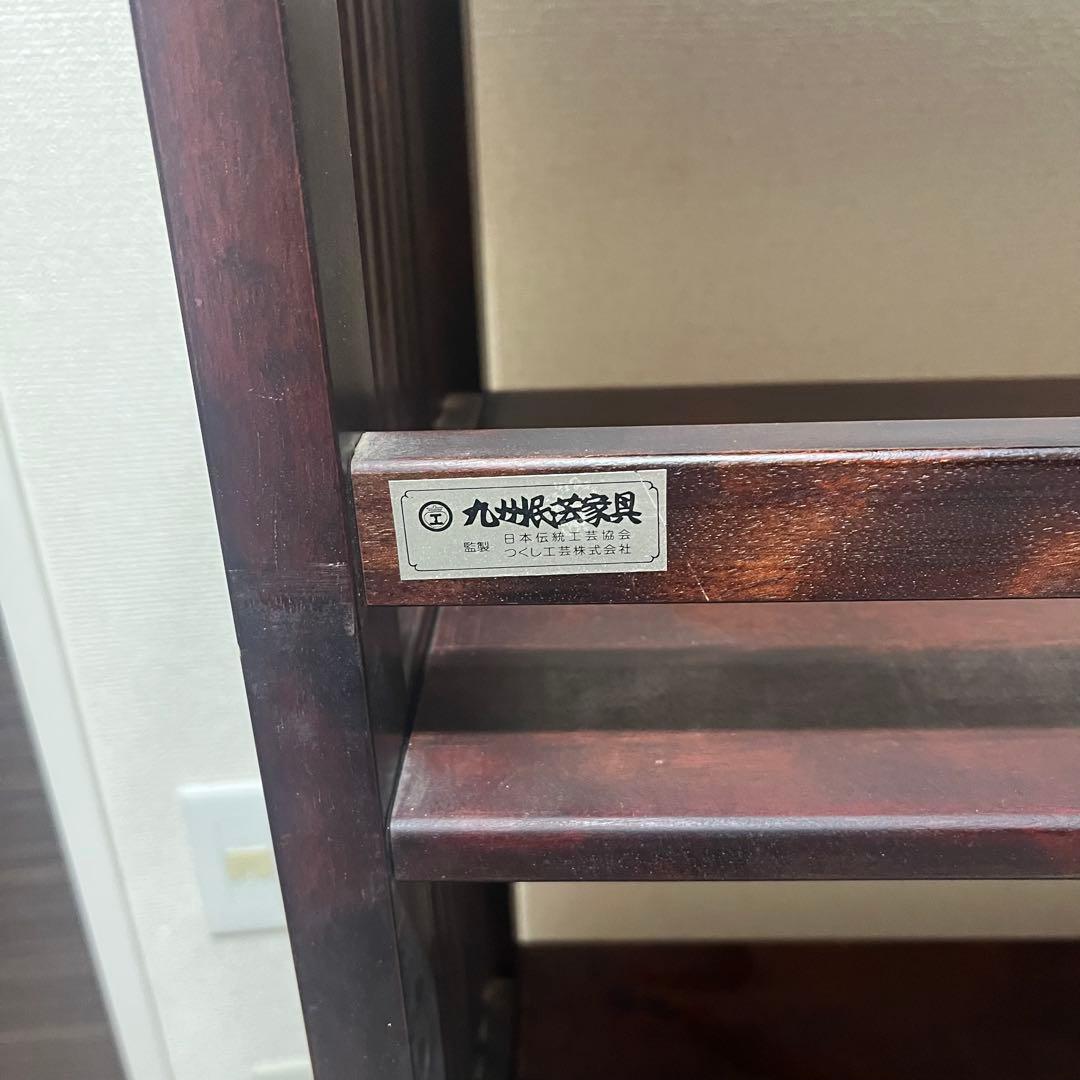 九州民芸家具
監製 日本伝統工芸協会
つくし工芸株式会社